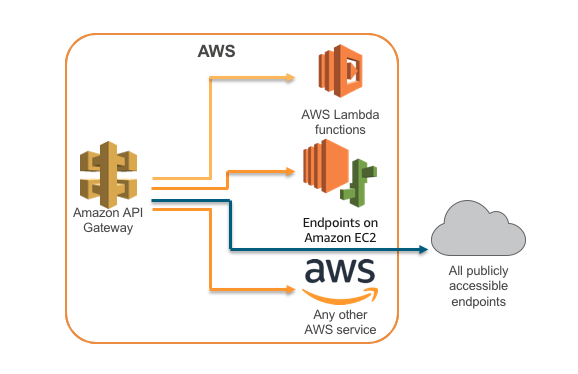 AWS
AWS Lambda
functions
Amazon API
Gateway
Endpoints on
Amazon EC2
aws
Any other
AWS service
All publicly
accessible
endpoints